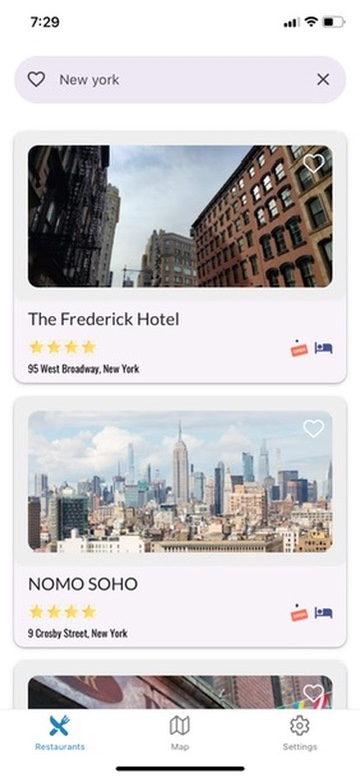 7:29
New york
The Frederick Hotel
95 West Broadway, New York
NOMO SOHO
9 Crosby Street, New York
Restaurants
Map
Settings